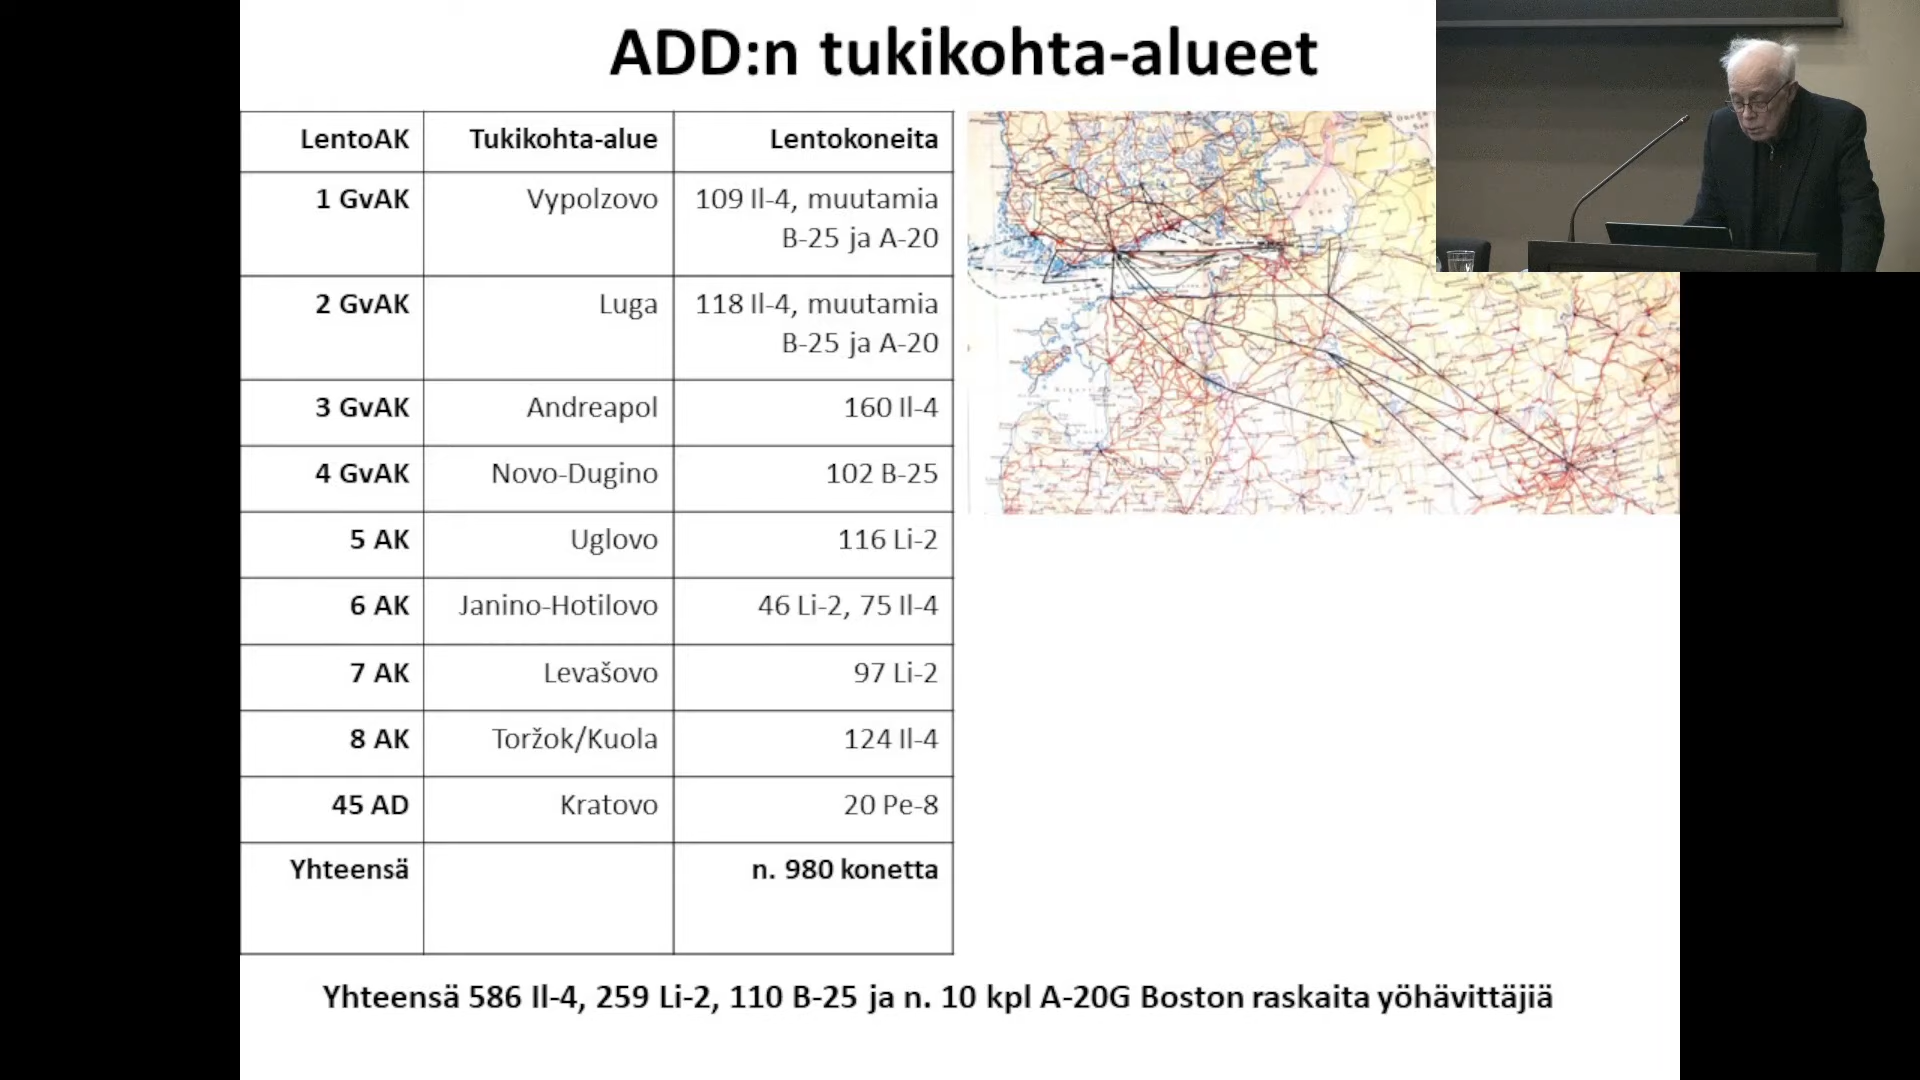 ADD:n tukikohta-alueet
LentoAK Tukikohta-alue Lentokoneita
1 GvAK Vypolzovo 109 Il-4, muutamia
B-25 ja A-20
2 GvAK Luga 118 Il-4, muutamia
B-25 ja A-20
3 GvAK Andreapol 160 Il-4
4 GvAK Novo-Dugino 102 B-25
5 AK Uglovo 116 Li-2
6 AK Janino-Hotilovo 46 Li-2, 75 Il-4
7 AK Levašovo 97 Li-2
8 AK Toržok/Kuola 124 Il-4
45 AD Kratovo 20 Pe-8
Yhteensä n. 980 konetta
Yhteensä 586 Il-4, 259 Li-2, 110 B-25 ja n. 10 kpl A-20G Boston raskaita yöhävittäjiä